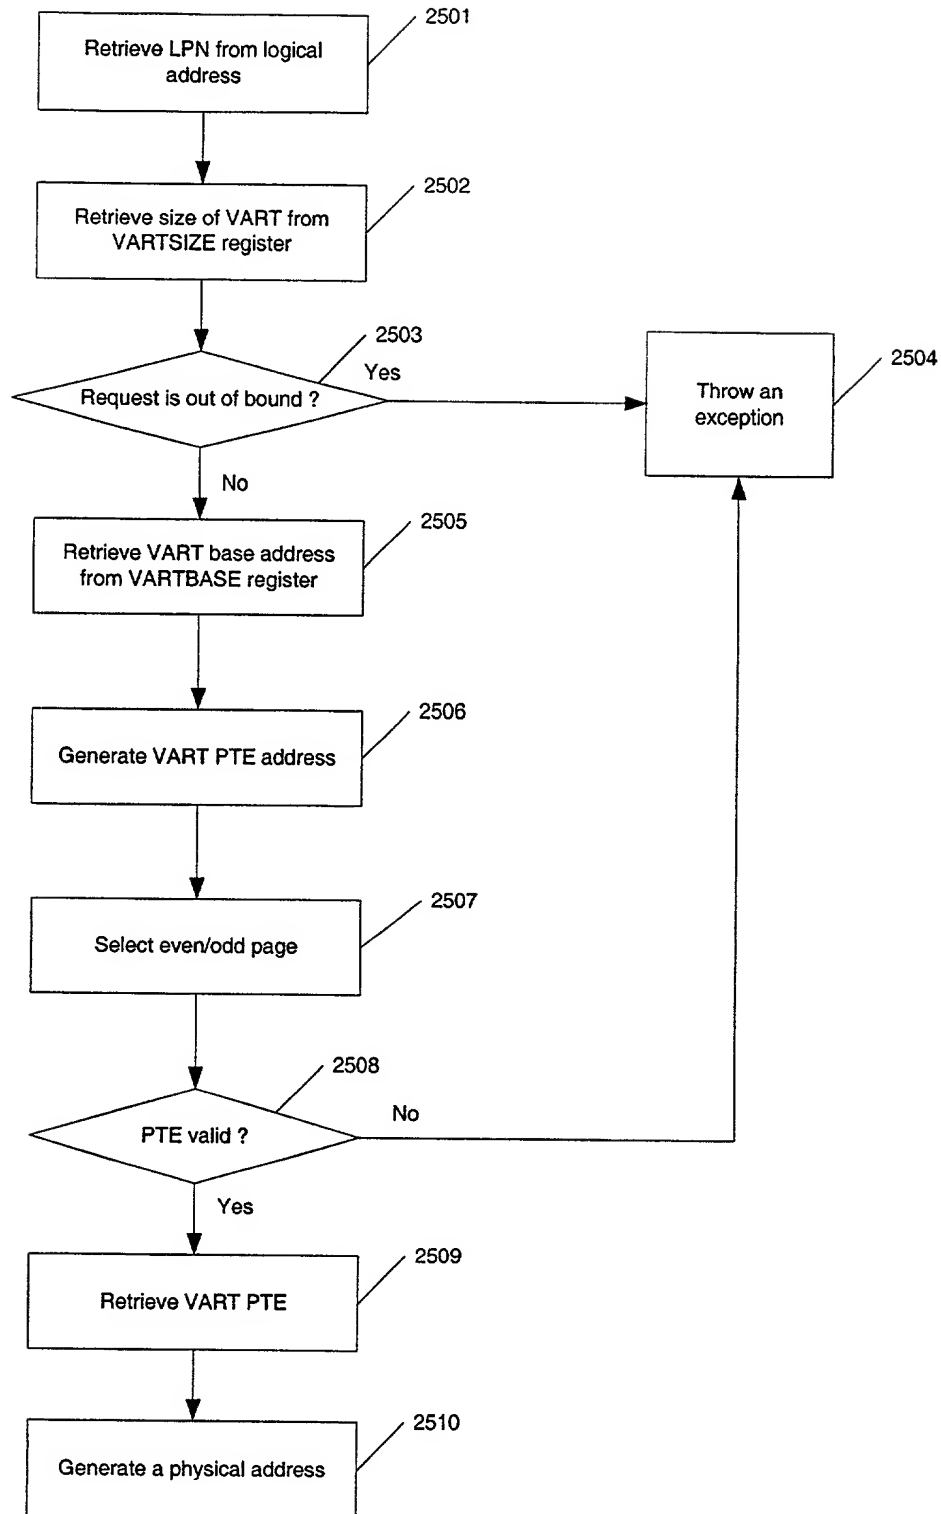 2501
Retrieve LPN from logical
address
2502
Retrieve size of VART from
VARTSIZE register
2503
Request is out of bound ?
Yes
2504
Throw an
exception
No
2505
Retrieve VART base address
from VARTBASE register
2506
Generate VART PTE address
2507
Select even/odd page
2508
PTE valid ?
No
Yes
2509
Retrieve VART PTE
2510
Generate a physical address